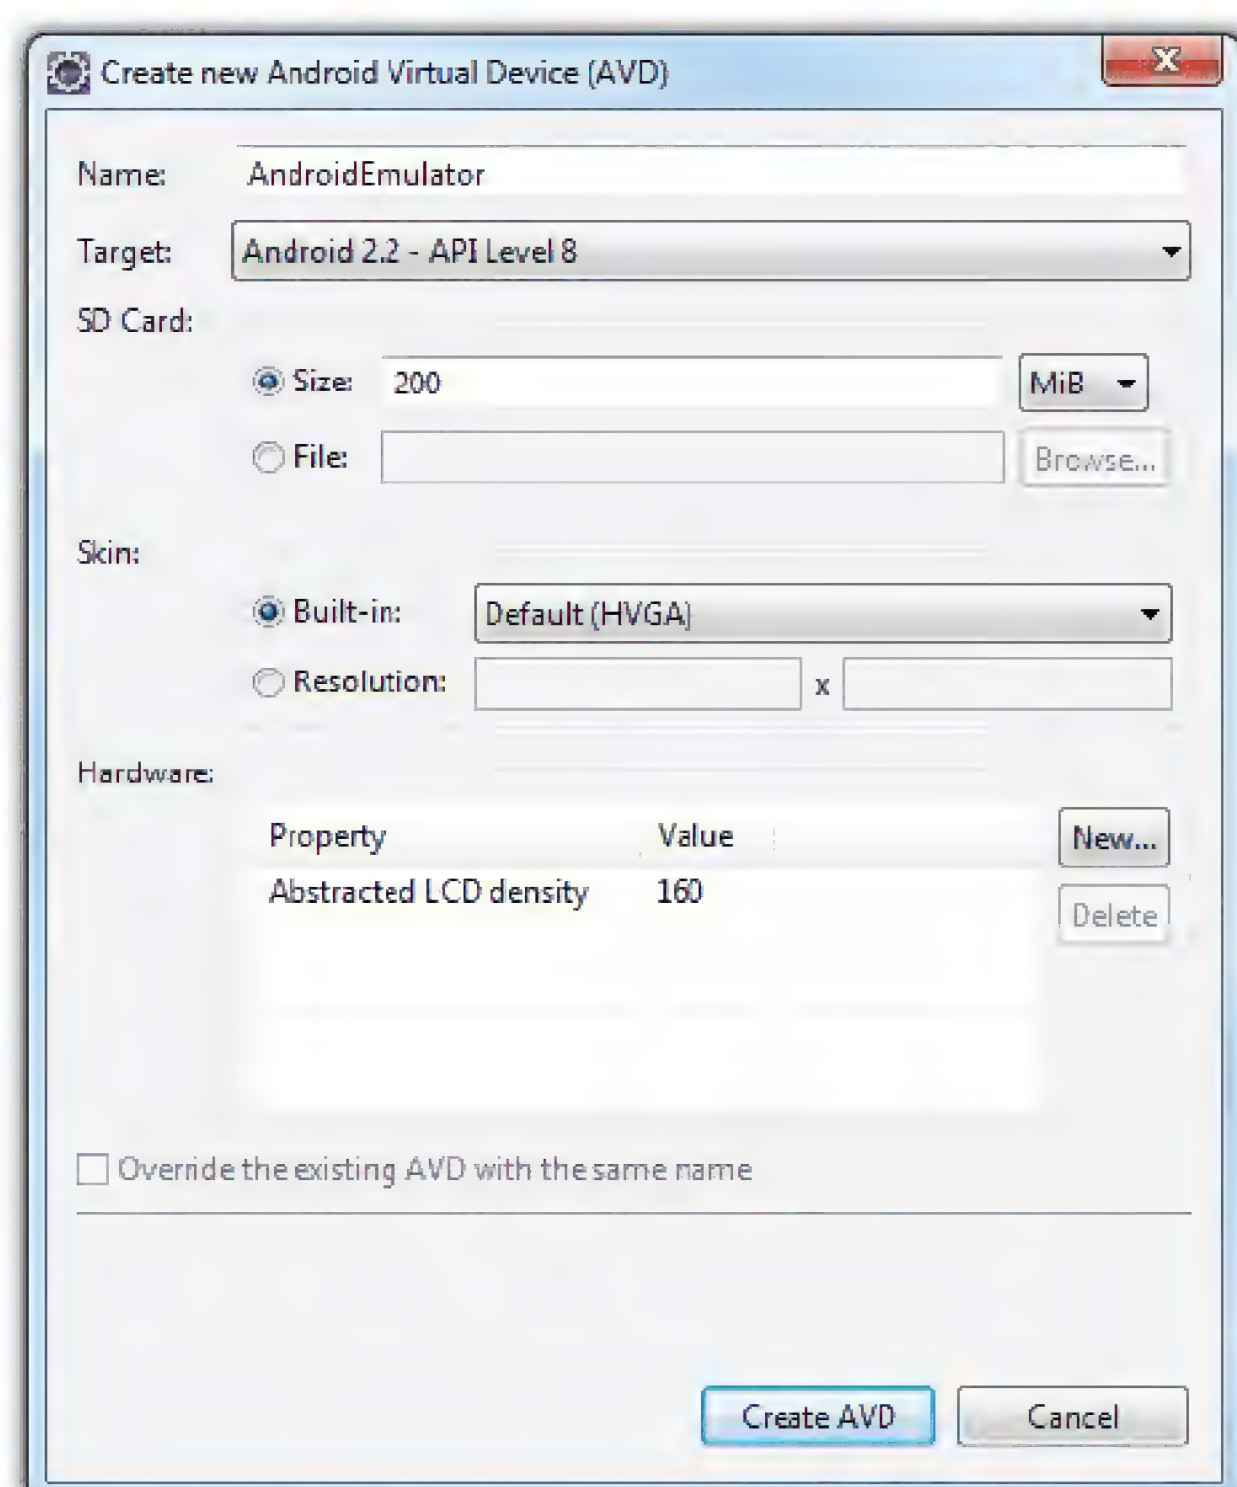 Create new Android Virtual Device (AVD)
x
Name: AndroidEmulator
Target: Android 2.2 - API Level 8
SD Card:
Size: 200 MiB
File: Browse...
Skin:
Built-in: Default (HVGA)
Resolution: x
Hardware:
Property Value New...
Abstracted LCD density 160
Delete
Override the existing AVD with the same name
Create AVD Cancel